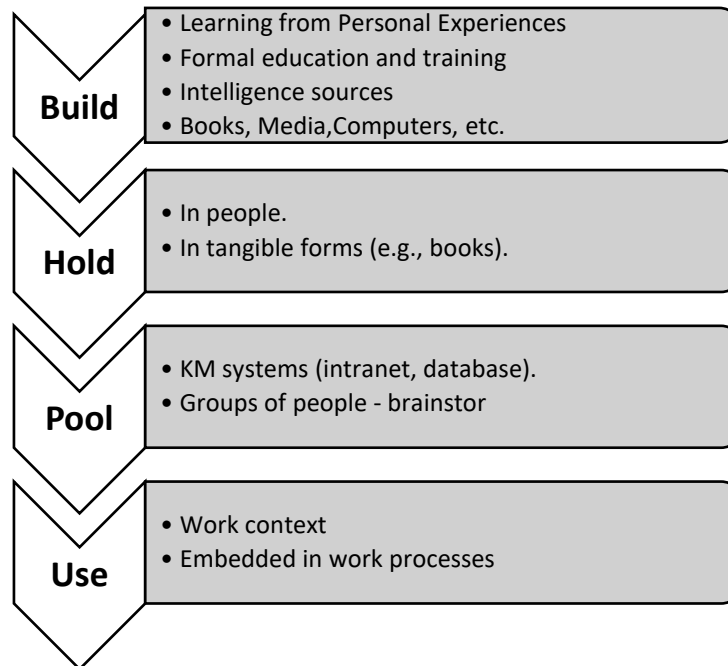 Build
• Learning from Personal Experiences
• Formal education and training
• Intelligence sources
• Books, Media,Computers, etc.
Hold
• In people.
• In tangible forms (e.g., books).
Pool
• KM systems (intranet, database).
• Groups of people - brainstor
Use
• Work context
• Embedded in work processes